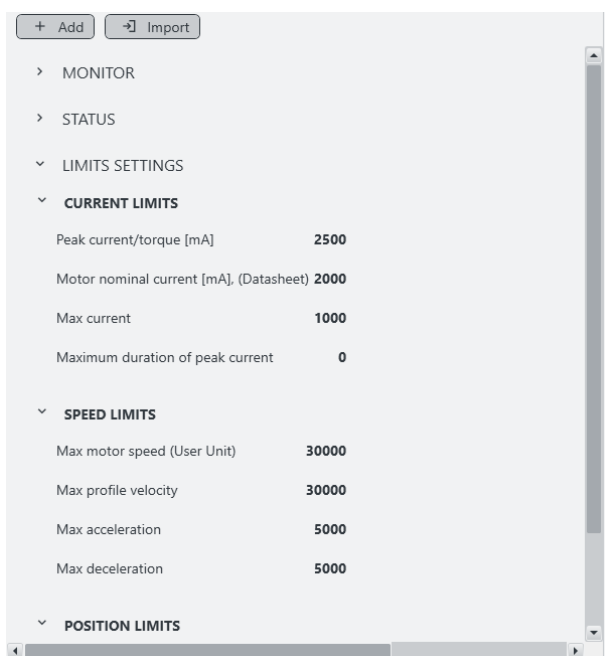 Add Import
MONITOR
STATUS
LIMITS SETTINGS
CURRENT LIMITS
Peak current/torque [mA] 2500
Motor nominal current [mA], (Datasheet) 2000
Max current 1000
Maximum duration of peak current 0
SPEED LIMITS
Max motor speed (User Unit) 30000
Max profile velocity 30000
Max acceleration 5000
Max deceleration 5000
POSITION LIMITS